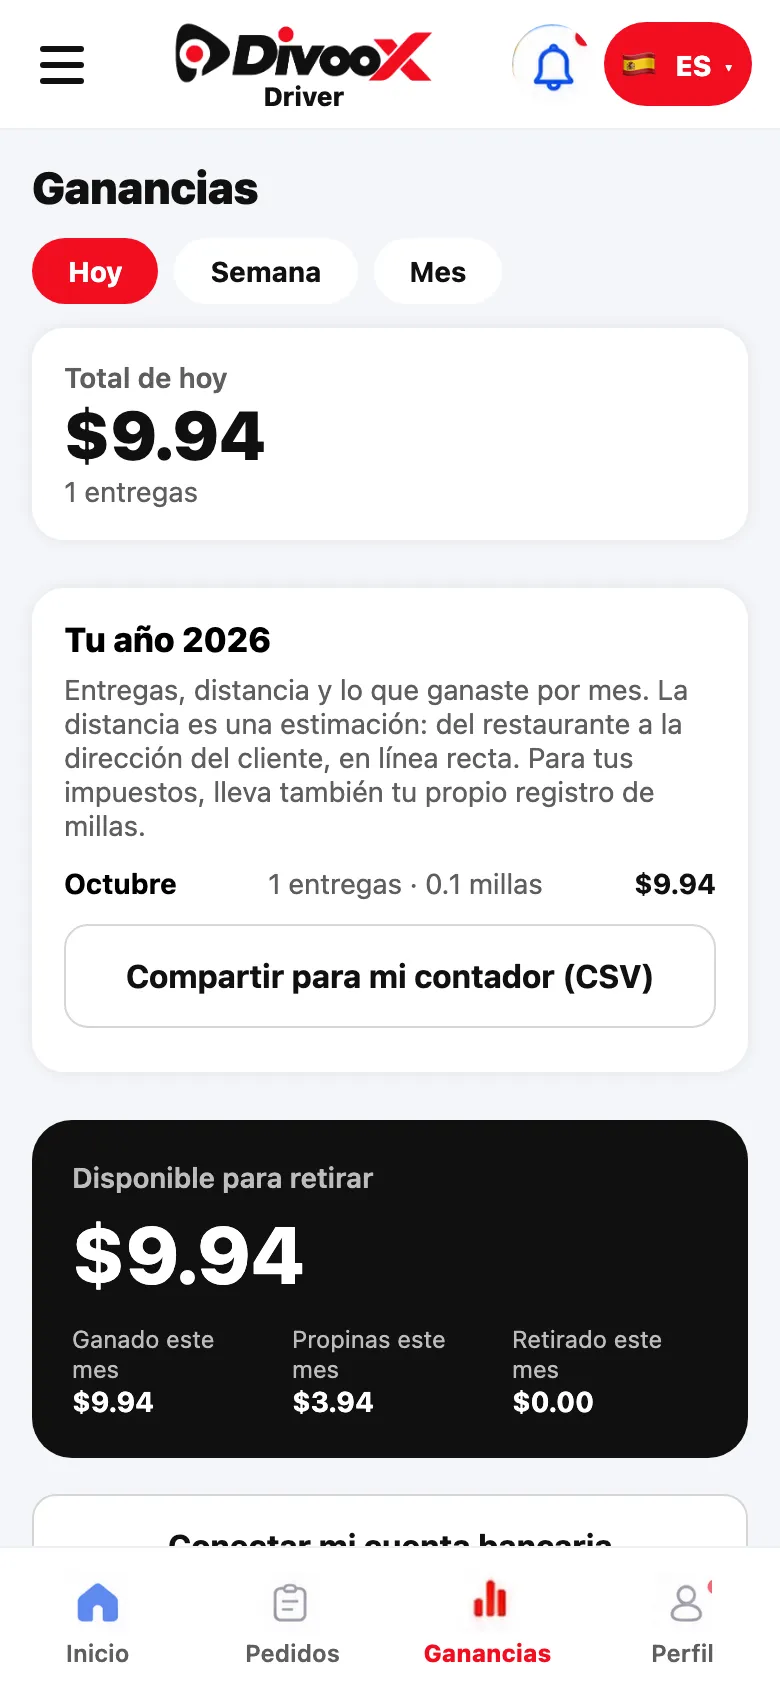 DivooX
Driver
ES
Ganancias
Hoy
Semana
Mes
Total de hoy
$9.94
1 entregas
Tu año 2026
Entregas, distancia y lo que ganaste por mes. La
distancia es una estimación: del restaurante a la
dirección del cliente, en línea recta. Para tus
impuestos, lleva también tu propio registro de
millas.
Octubre 1 entregas · 0.1 millas $9.94
Compartir para mi contador (CSV)
Disponible para retirar
$9.94
Ganado este mes
$9.94
Propinas este mes
$3.94
Retirado este mes
$0.00
Conectar mi cuenta bancaria
Inicio
Pedidos
Ganancias
Perfil